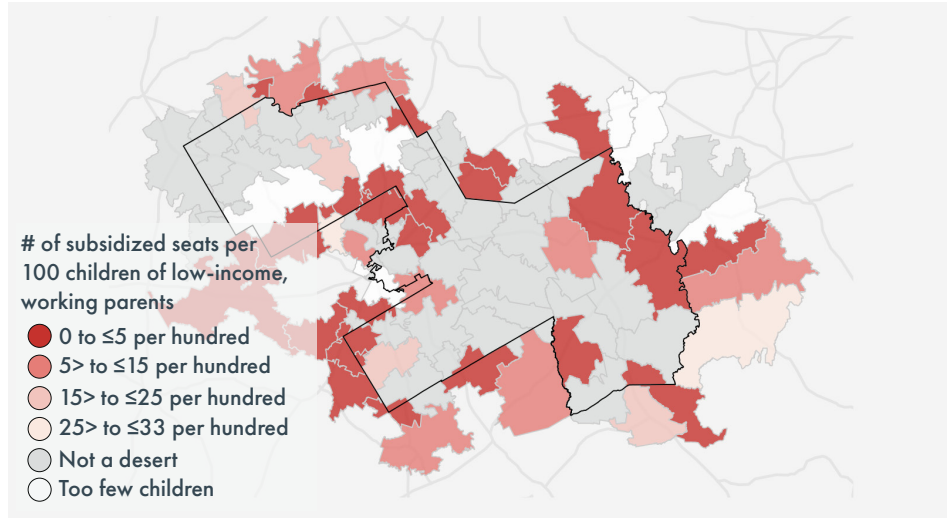 # of subsidized seats per
100 children of low-income,
working parents
0 to ≤5 per hundred
5> to ≤15 per hundred
15> to ≤25 per hundred
25> to ≤33 per hundred
Not a desert
Too few children